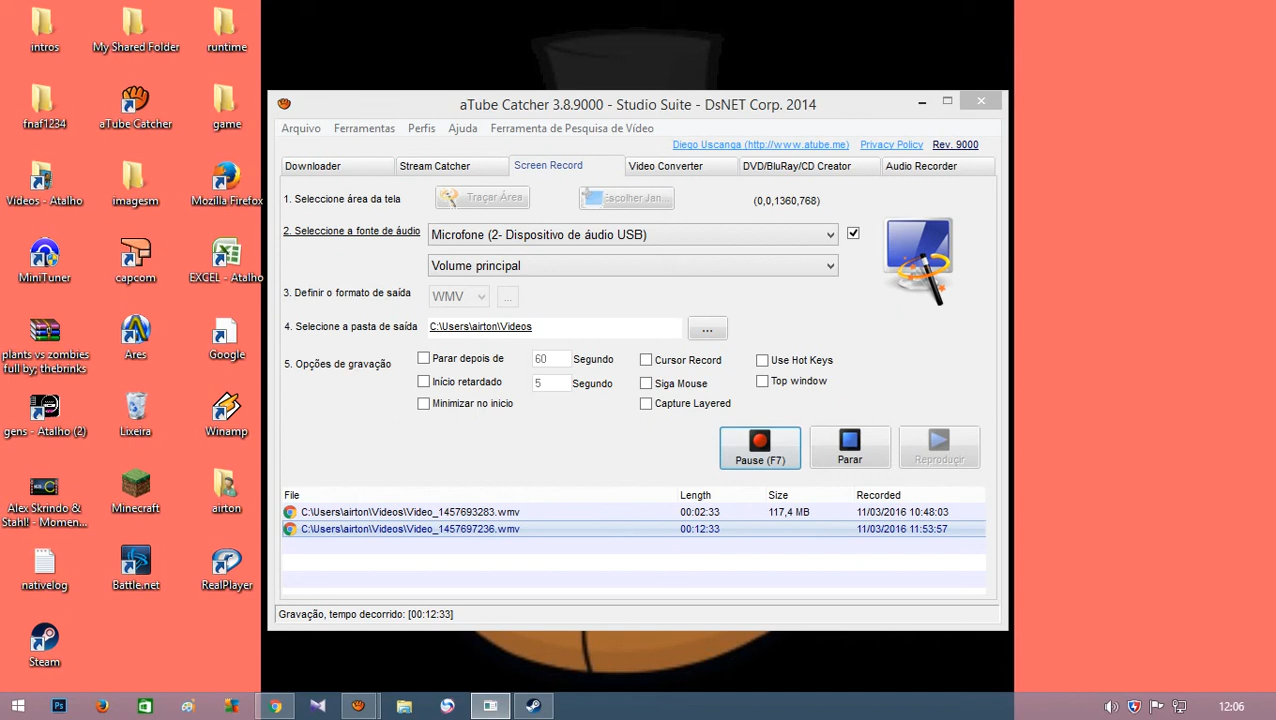 intros
My Shared Folder
runtime
fnaf1234
aTube Catcher
game
Vídeos - Atalho
imagesm
Mozilla Firefox
MiniTuner
capcom
EXCEL - Atalho
plants vs zombies
full by; thebrinks
Ares
Google
gens - Atalho (2)
Lixeira
Winamp
Alex Skrindo &
Stahl! - Momen...
Minecraft
airton
nativelog
Battle.net
RealPlayer
Steam
aTube Catcher 3.8.9000 - Studio Suite - DsNET Corp. 2014
Arquivo Ferramentas Perfis Ajuda Ferramenta de Pesquisa de Vídeo
Diego Uscanga (http://www.atube.me) Privacy Policy Rev. 9000
Downloader Stream Catcher Screen Record Video Converter DVD/BluRay/CD Creator Audio Recorder
1. Seleccione área da tela Traçar Área Escolher Jan... (0,0,1360,768)
2. Seleccione a fonte de áudio Microfone (2- Dispositivo de áudio USB)
Volume principal
3. Definir o formato de saída WMV ...
4. Selecione a pasta de saída C:\Users\airton\Videos ...
5. Opções de gravação Parar depois de 60 Segundo Cursor Record Use Hot Keys
Início retardado 5 Segundo Siga Mouse Top window
Minimizar no inicio Capture Layered
Pause (F7) Parar Reproduçir
File Length Size Recorded
C:\Users\airton\Videos\Video_1457693283.wmv 00:02:33 117,4 MB 11/03/2016 10:48:03
C:\Users\airton\Videos\Video_1457697236.wmv 00:12:33 11/03/2016 11:53:57
Gravação, tempo decorrido: [00:12:33]
Ps
12:06